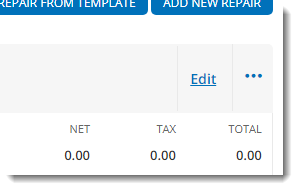 REPAIR FROM TEMPLATE ADD NEW REPAIR
Edit
NET TAX TOTAL
0.00 0.00 0.00